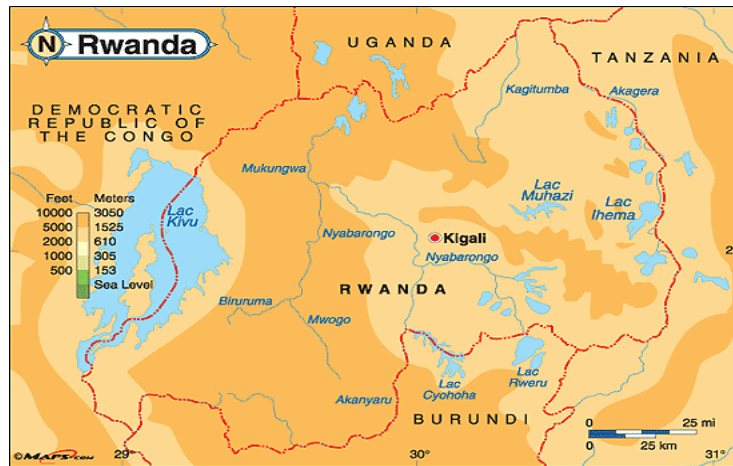 N Rwanda
UGANDA
TANZANIA
DEMOCRATIC
REPUBLIC OF
THE CONGO
Kagitumba
Akagera
Mukungwa
Feet Meters
10000 3050
5000 1525
2000 610
1000 305
500 153
Sea Level
Lac
Kivu
Lac
Muhazi
Lac
Ihema
Nyabarongo
Kigali
Nyabarongo
Biruruma
RWANDA
Mwogo
Akanyaru
Lac
Cyohoha
Lac
Rweru
BURUNDI
25 mi
25 km
©MAPS.COM
29°
30°
31°
2